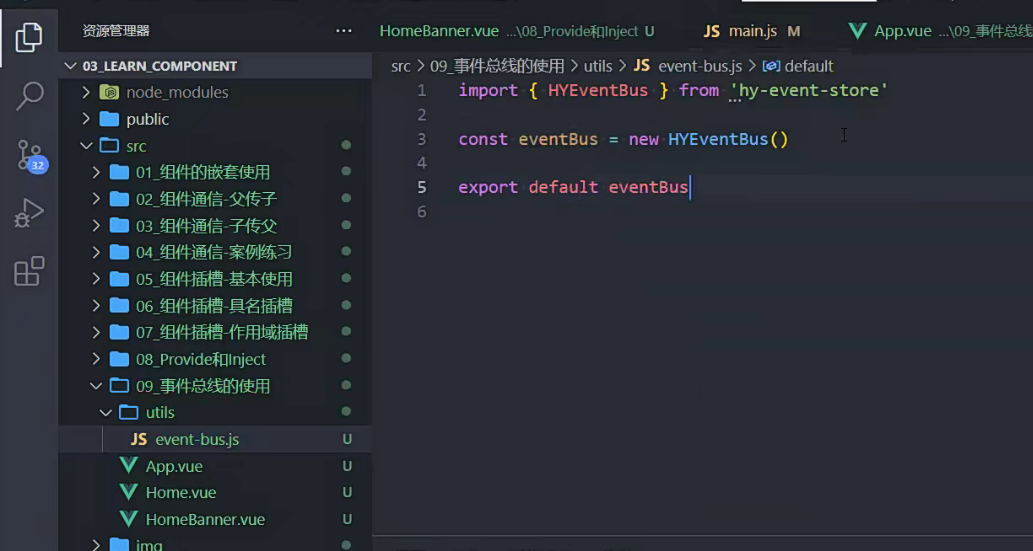 资源管理器 ...
HomeBanner.vue ...\08_Provide和Inject U
JS main.js M
App.vue ...\09_事件总线
03_LEARN_COMPONENT
node_modules
public
src
01_组件的嵌套使用
02_组件通信-父传子
03_组件通信-子传父
04_组件通信-案例练习
05_组件插槽-基本使用
06_组件插槽-具名插槽
07_组件插槽-作用域插槽
08_Provide和Inject
09_事件总线的使用
utils
JS event-bus.js U
App.vue U
Home.vue U
HomeBanner.vue U
img
32
src > 09_事件总线的使用 > utils > JS event-bus.js > default
1 import { HYEventBus } from 'hy-event-store'
2
3 const eventBus = new HYEventBus()
4
5 export default eventBus
6